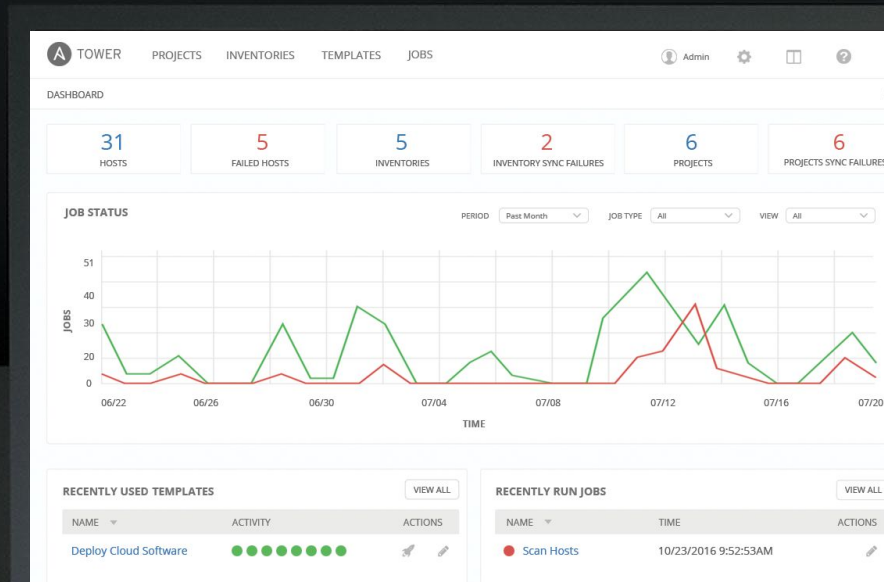 A TOWER PROJECTS INVENTORIES TEMPLATES JOBS Admin ?
DASHBOARD
31 5 5 2 6 6
HOSTS FAILED HOSTS INVENTORIES INVENTORY SYNC FAILURES PROJECTS PROJECTS SYNC FAILURES
JOB STATUS PERIOD Past Month JOB TYPE All VIEW All
51
40
30
20
0
JOBS
06/22 06/26 06/30 07/04 07/08 07/12 07/16 07/20
TIME
RECENTLY USED TEMPLATES VIEW ALL
NAME ACTIVITY ACTIONS
Deploy Cloud Software
RECENTLY RUN JOBS VIEW ALL
NAME TIME ACTIONS
Scan Hosts 10/23/2016 9:52:53AM